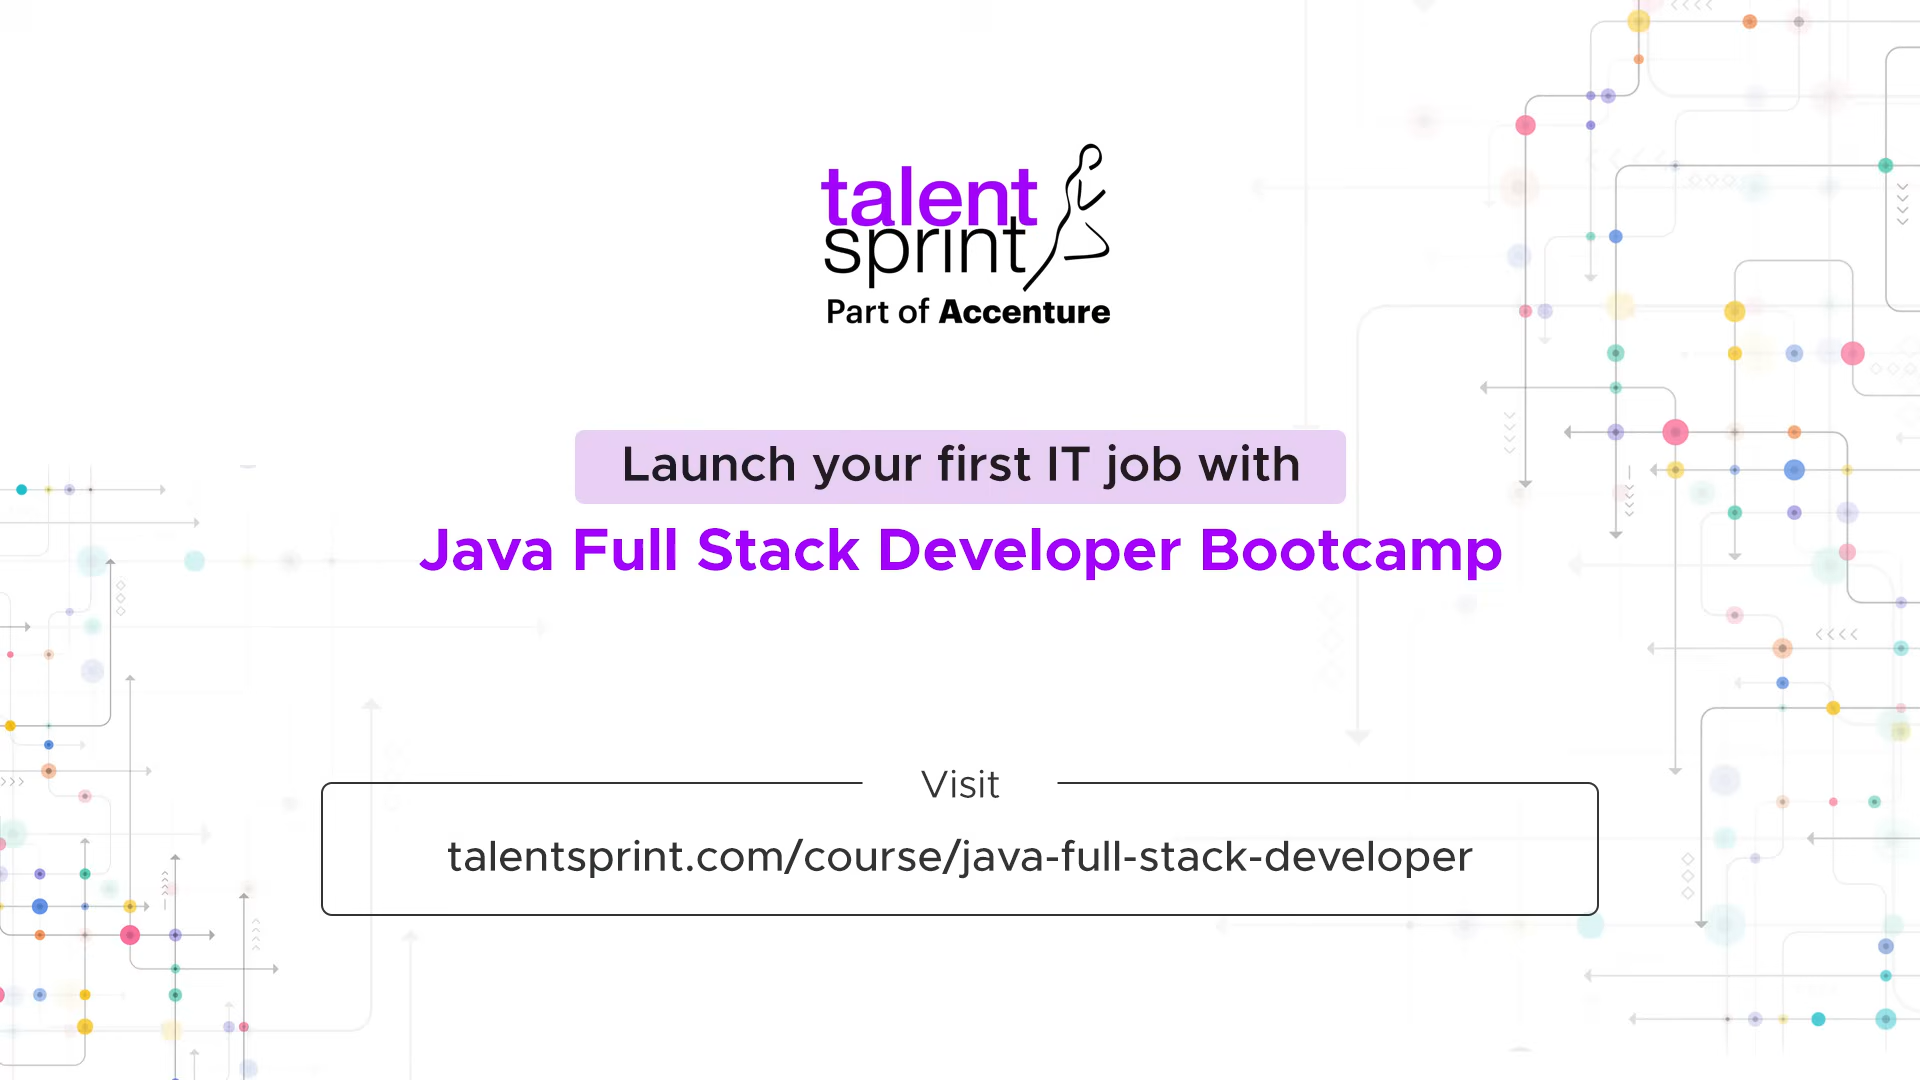 talent
sprint
Part of Accenture
Launch your first IT job with
Java Full Stack Developer Bootcamp
Visit
talentsprint.com/course/java-full-stack-developer